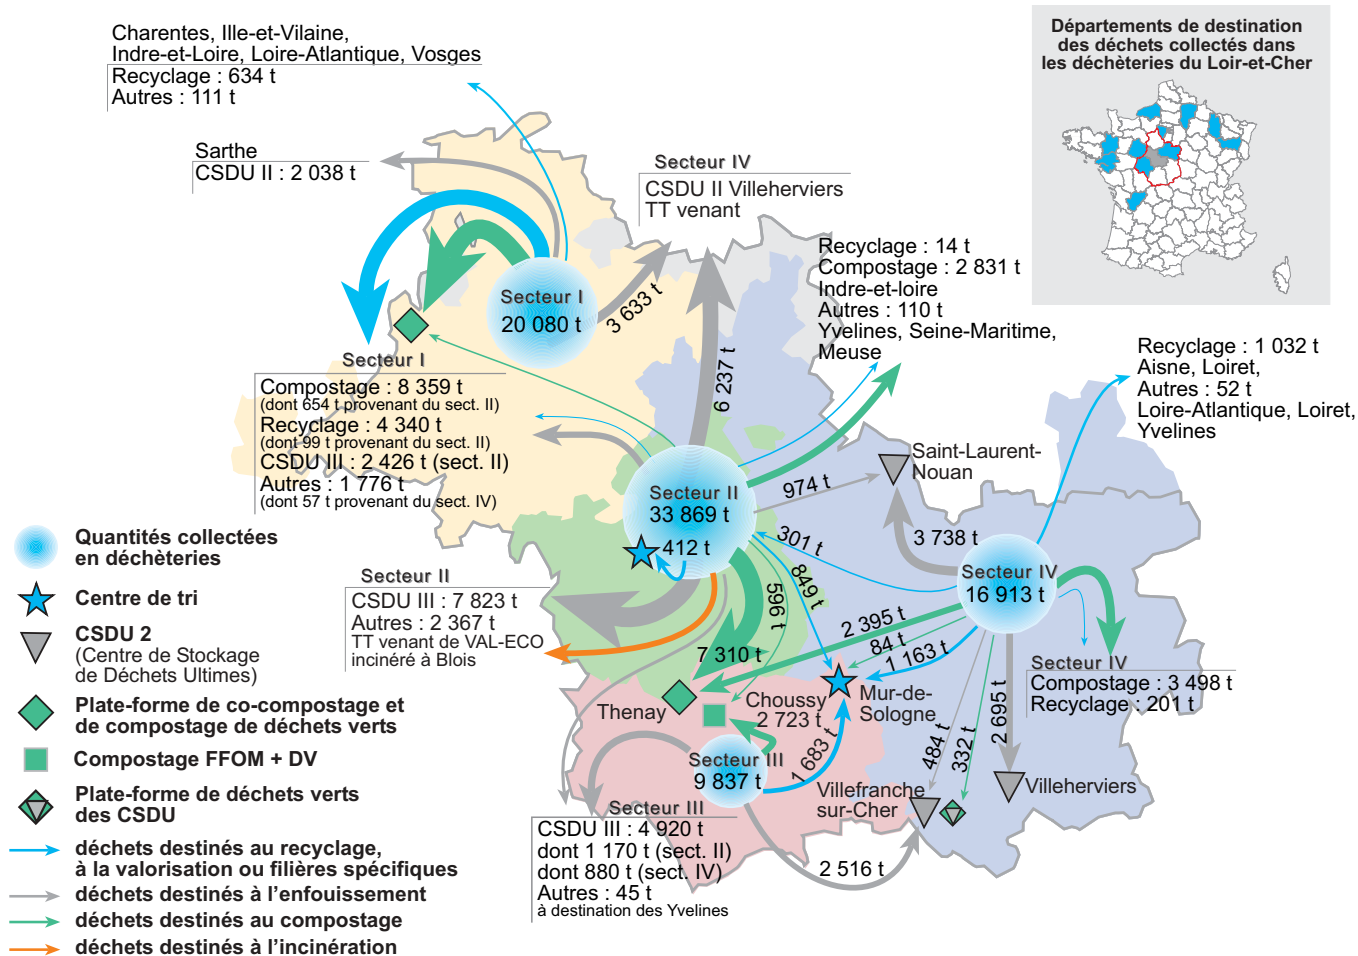 Charentes, Ille-et-Vilaine,
Indre-et-Loire, Loire-Atlantique, Vosges
Recyclage : 634 t
Autres : 111 t
Sarthe
CSDU II : 2 038 t
Secteur IV
CSDU II Villeherviers
TT venant
Départements de destination
des déchets collectés dans
les déchèteries du Loir-et-Cher
Recyclage : 14 t
Compostage : 2 831 t
Indre-et-loire
Autres : 110 t
Yvelines, Seine-Maritime,
Meuse
Recyclage : 1 032 t
Aisne, Loiret,
Autres : 52 t
Loire-Atlantique, Loiret,
Yvelines
Secteur I
20 080 t
3 633 t
6 237 t
Secteur I
Compostage : 8 359 t
(dont 654 t provenant du sect. II)
Recyclage : 4 340 t
(dont 99 t provenant du sect. II)
CSDU III : 2 426 t (sect. II)
Autres : 1 776 t
(dont 57 t provenant du sect. IV)
Secteur II
33 869 t
412 t
974 t
Saint-Laurent-
Nouan
3 738 t
301 t
849 t
596 t
Secteur IV
16 913 t
2 395 t
84 t
1 163 t
7 310 t
Secteur II
CSDU III : 7 823 t
Autres : 2 367 t
TT venant de VAL-ECO
incinéré à Blois
Secteur IV
Compostage : 3 498 t
Recyclage : 201 t
Thenay
Choussy
2 723 t
Mur-de-
Sologne
Secteur III
9 837 t
1 683 t
484 t
332 t
2 695 t
Villefranche
sur-Cher
Villeherviers
2 516 t
Secteur III
CSDU III : 4 920 t
dont 1 170 t (sect. II)
dont 880 t (sect. IV)
Autres : 45 t
à destination des Yvelines
Quantités collectées
en déchèteries
Centre de tri
CSDU 2
(Centre de Stockage
de Déchets Ultimes)
Plate-forme de co-compostage et
de compostage de déchets verts
Compostage FFOM + DV
Plate-forme de déchets verts
des CSDU
déchets destinés au recyclage,
à la valorisation ou filières spécifiques
déchets destinés à l'enfouissement
déchets destinés au compostage
déchets destinés à l'incinération